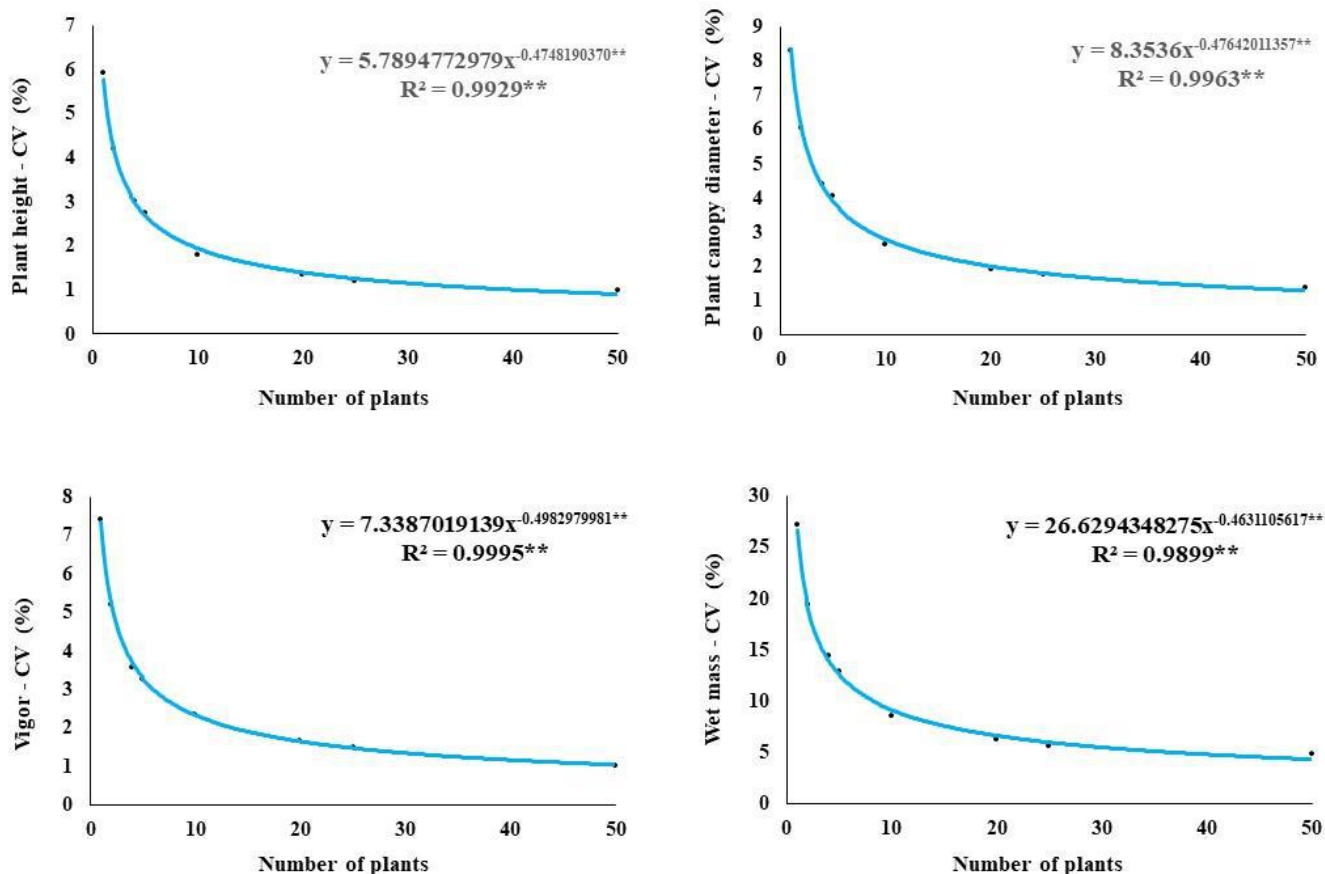 Plant height - CV (%)
7
6
5
4
3
2
1
0
y = 5.7894772979x^-0.4748190370**
R² = 0.9929**
0 10 20 30 40 50
Number of plants
Plant canopy diameter - CV (%)
9
8
7
6
5
4
3
2
1
0
y = 8.3536x^-0.47642011357**
R² = 0.9963**
0 10 20 30 40 50
Number of plants
Vigor - CV (%)
8
7
6
5
4
3
2
1
0
y = 7.3387019139x^-0.4982979981**
R² = 0.9995**
0 10 20 30 40 50
Number of plants
Wet mass - CV (%)
30
25
20
15
10
5
0
y = 26.6294348275x^-0.4631105617**
R² = 0.9899**
0 10 20 30 40 50
Number of plants